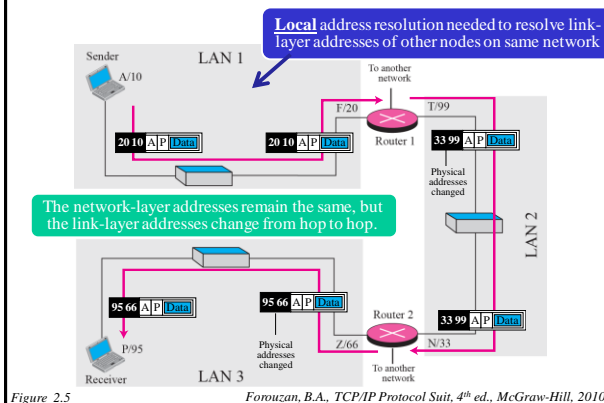 Local address resolution needed to resolve link-
layer addresses of other nodes on same network
Sender
LAN 1
A/10
To another
network
F/20
T/99
Router 1
20 10 A P Data
20 10 A P Data
33 99 A P Data
Physical
addresses
changed
The network-layer addresses remain the same, but
the link-layer addresses change from hop to hop.
LAN 2
95 66 A P Data
95 66 A P Data
33 99 A P Data
Router 2
Physical
addresses
changed
P/95
Z/66
N/33
To another
network
Receiver
LAN 3
Figure 2.5
Forouzan, B.A., TCP/IP Protocol Suit, 4th ed., McGraw-Hill, 2010